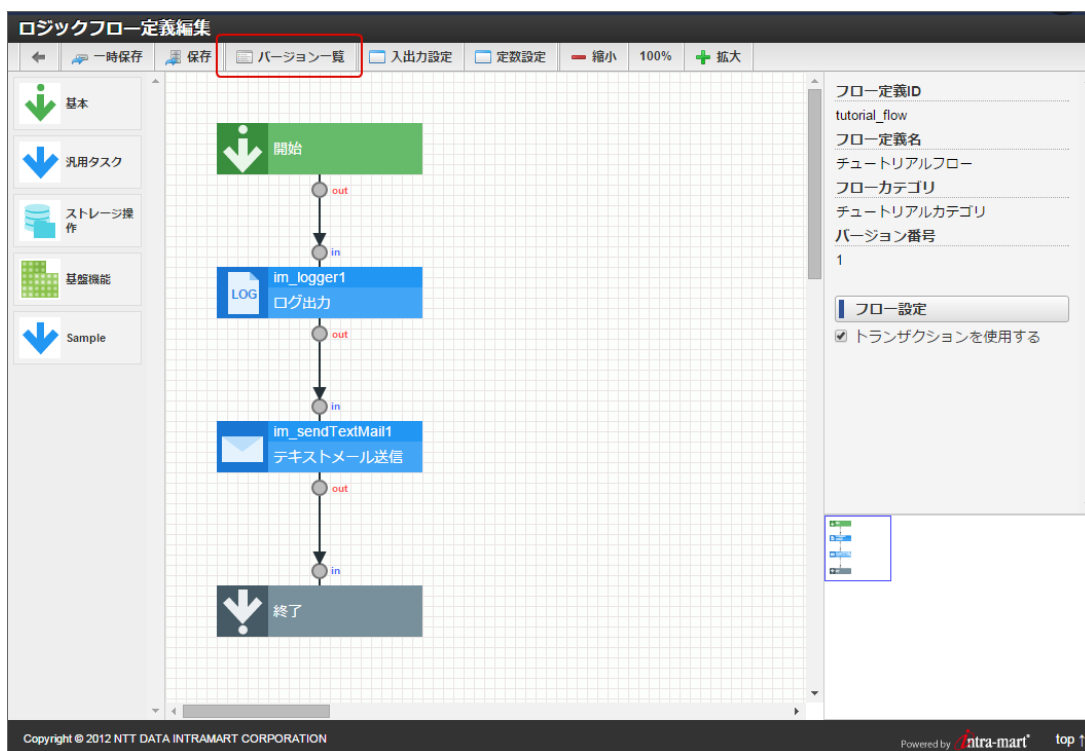 ロジックフロー定義編集
一時保存 保存 バージョン一覧 入出力設定 定数設定 縮小 100% 拡大
基本
汎用タスク
ストレージ操
作
基盤機能
Sample
開始
out
in
im_logger1
LOG
ログ出力
out
in
im_sendTextMail1
テキストメール送信
out
in
終了
フロー定義ID
tutorial_flow
フロー定義名
チュートリアルフロー
フローカテゴリ
チュートリアルカテゴリ
バージョン番号
1
フロー設定
トランザクションを使用する
Copyright © 2012 NTT DATA INTRAMART CORPORATION
Powered by intra-mart top ↑